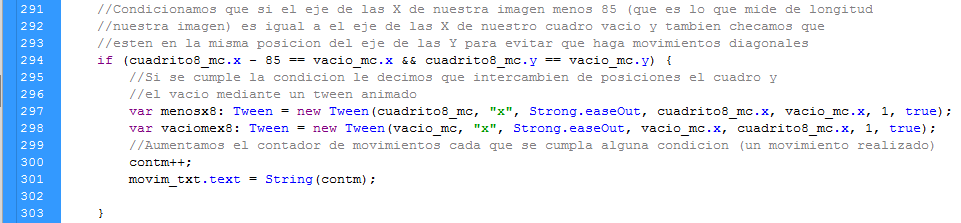 291 //Condicionamos que si el eje de las X de nuestra imagen menos 85 (que es lo que mide de longitud
292 //nuestra imagen) es igual a el eje de las X de nuestro cuadro vacio y tambien checamos que
293 //esten en la misma posicion del eje de las Y para evitar que haga movimientos diagonales
294 if (cuadrito8_mc.x - 85 == vacio_mc.x && cuadrito8_mc.y == vacio_mc.y) {
295 //Si se cumple la condicion le decimos que intercambien de posiciones el cuadro y
296 //el vacio mediante un tween animado
297 var menosx8: Tween = new Tween(cuadrito8_mc, "x", Strong.easeOut, cuadrito8_mc.x, vacio_mc.x, 1, true);
298 var vaciomex8: Tween = new Tween(vacio_mc, "x", Strong.easeOut, vacio_mc.x, cuadrito8_mc.x, 1, true);
299 //Aumentamos el contador de movimientos cada que se cumpla alguna condicion (un movimiento realizado)
300 contm++;
301 movim_txt.text = String(contm);
302
303 }